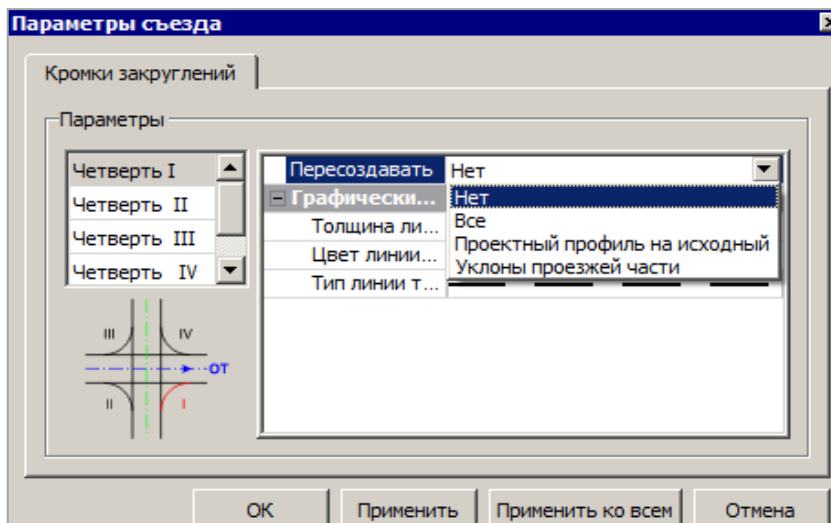 Параметры съезда
Кромки закруглений
Параметры
Четверть I
Четверть II
Четверть III
Четверть IV
Пересоздавать Нет
Графически...
Толщина ли...
Цвет линии...
Тип линии т...
Нет
Все
Проектный профиль на исходный
Уклоны проезжей части
III IV
ОТ
II I
ОК Применить Применить ко всем Отмена